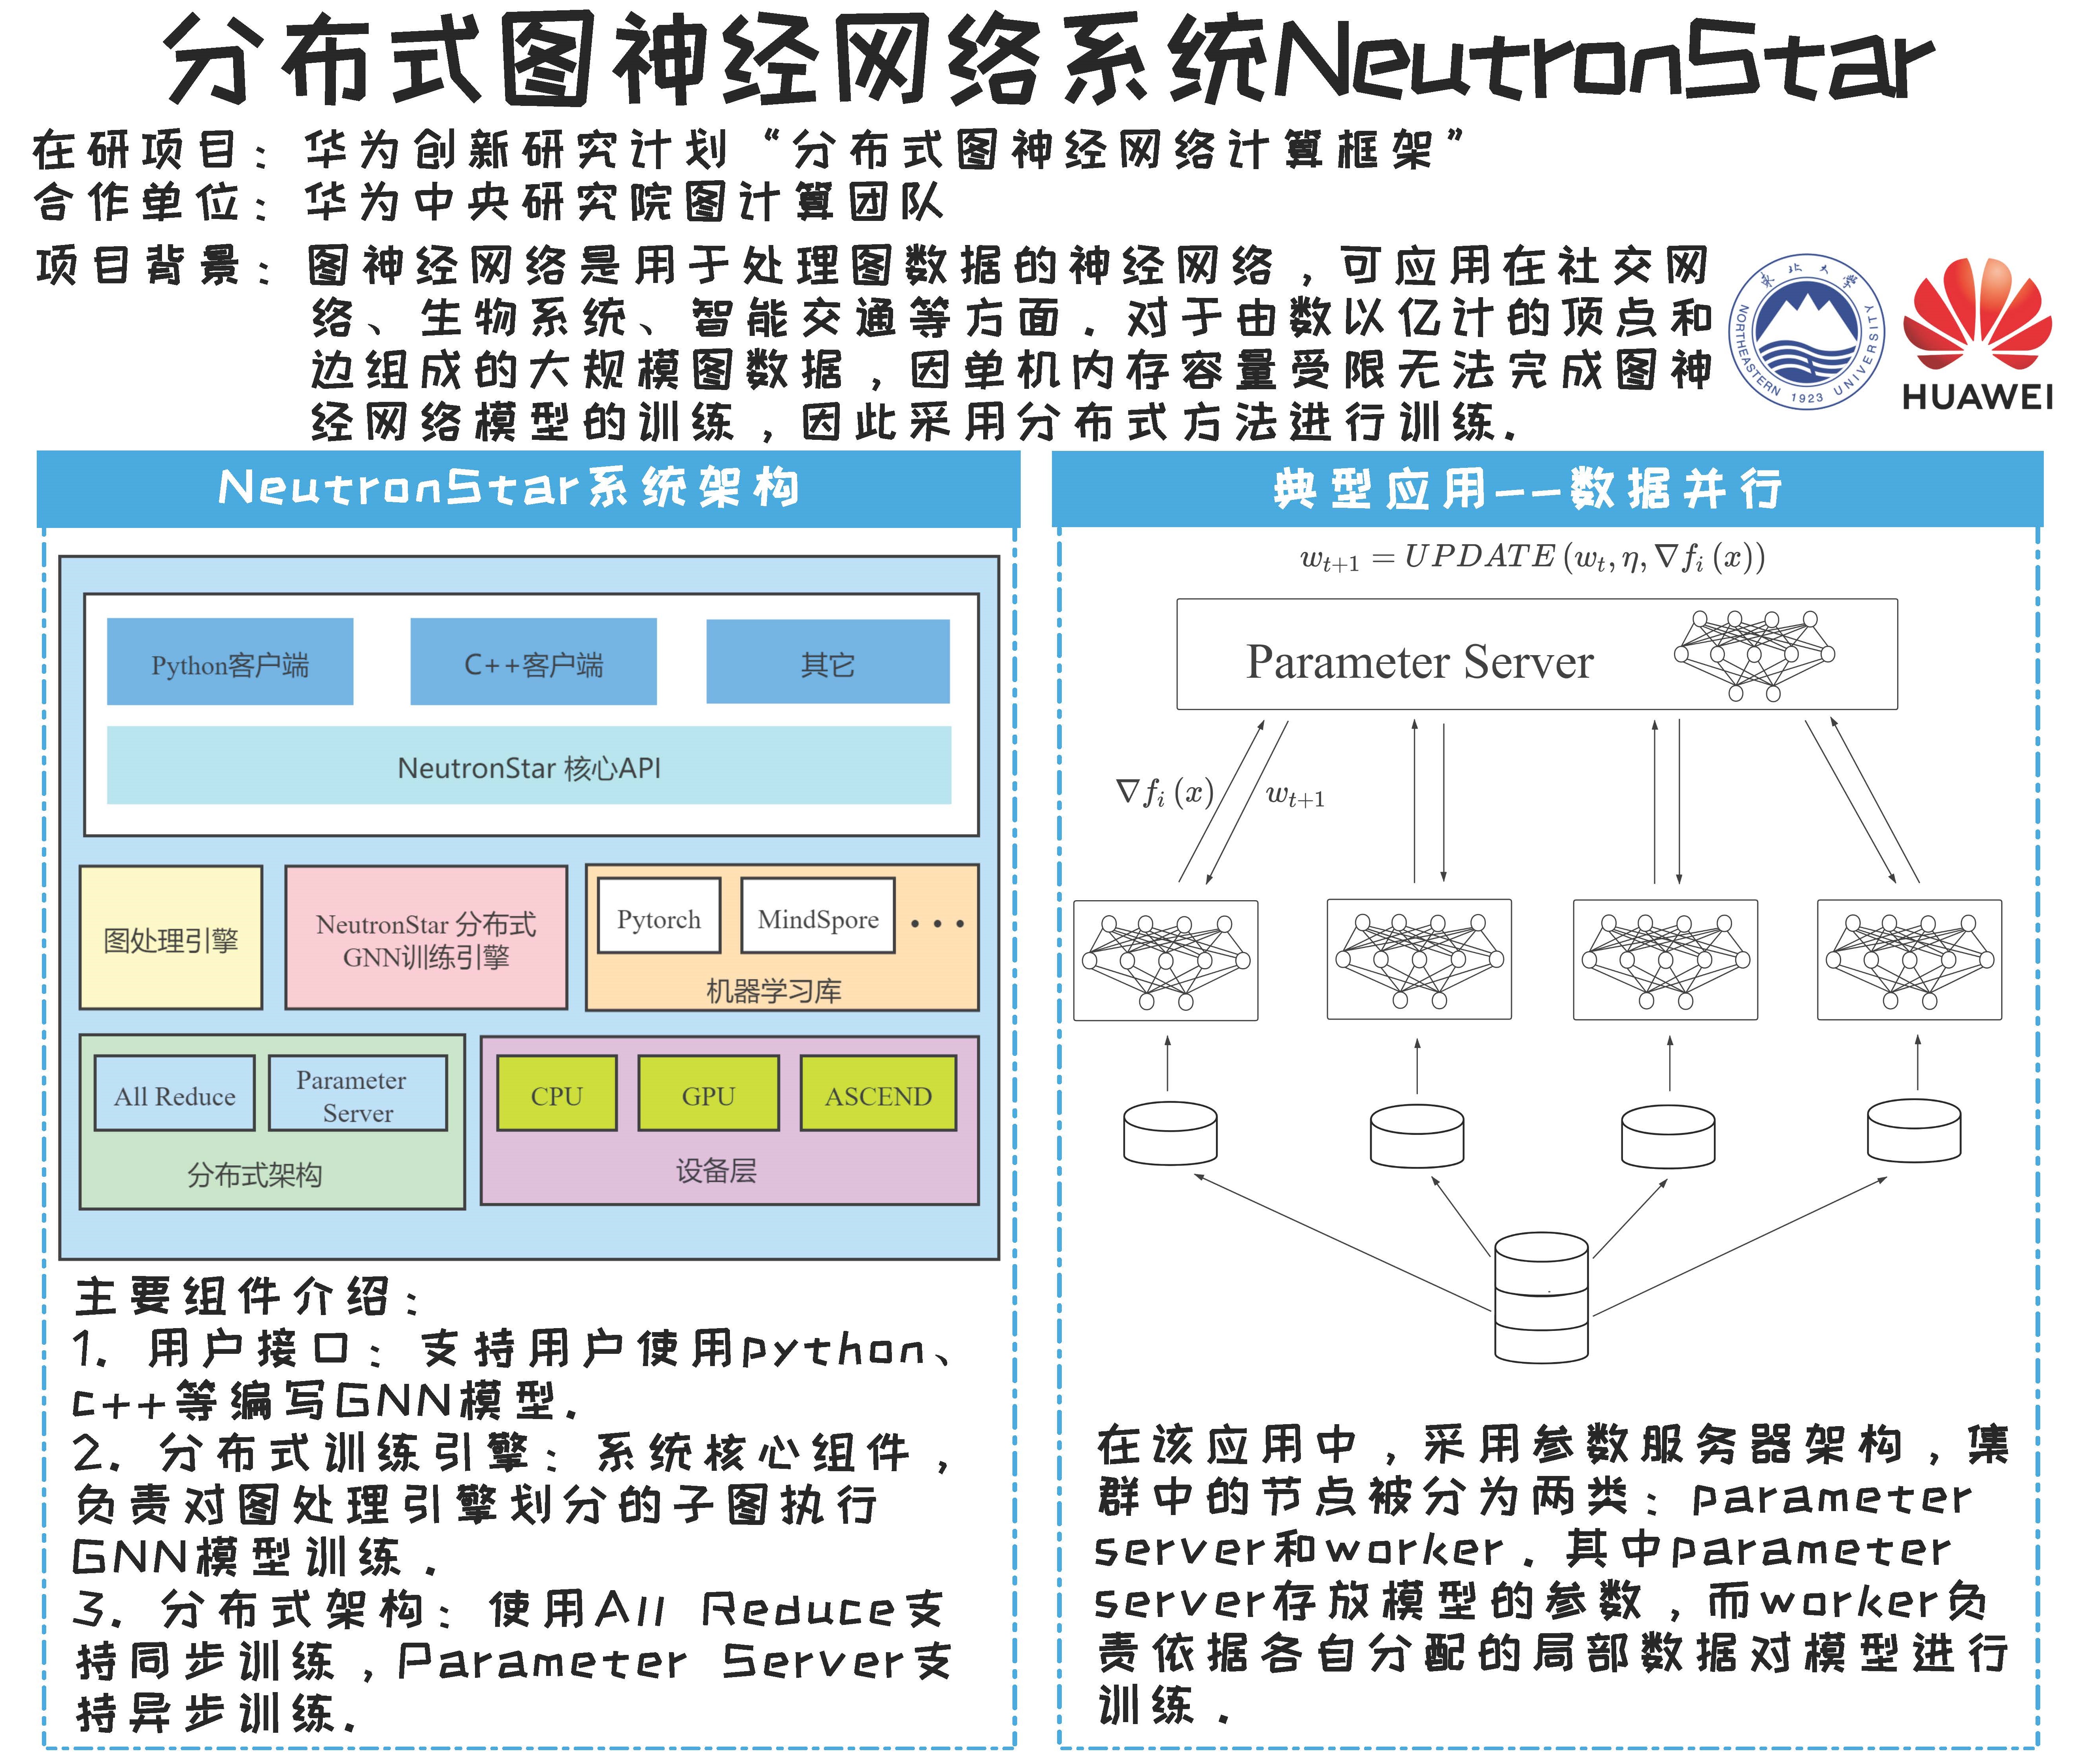 分布式图神经网络系统NeutronStar
在研项目：华为创新研究计划“分布式图神经网络计算框架”
合作单位：华为中央研究院图计算团队
项目背景：图神经网络是用于处理图数据的神经网络，可应用在社交网
络、生物系统、智能交通等方面．对于由数以亿计的顶点和
边组成的大规模图数据，因单机内存容量受限无法完成图神
经网络模型的训练，因此采用分布式方法进行训练．
東北大學
NORTHEASTERN 1923 UNIVERSITY
HUAWEI
NeutronStar系统架构
Python客户端
C++客户端
其它
NeutronStar 核心API
图处理引擎
NeutronStar 分布式
GNN训练引擎
Pytorch
MindSpore
• • •
机器学习库
All Reduce
Parameter
Server
分布式架构
CPU
GPU
ASCEND
设备层
主要组件介绍：
1．用户接口：支持用户使用python、
c++等编写GNN模型．
2．分布式训练引擎：系统核心组件，
负责对图处理引擎划分的子图执行
GNN模型训练．
3．分布式架构：使用All Reduce支
持同步训练，Parameter Server支
持异步训练．
典型应用--数据并行
w_{t+1} = UPDATE (w_t, η, ∇f_i (x))
Parameter Server
∇f_i (x)
w_{t+1}
在该应用中，采用参数服务器架构，集
群中的节点被分为两类：parameter
server和worker．其中parameter
server存放模型的参数，而worker负
责依据各自分配的局部数据对模型进行
训练．